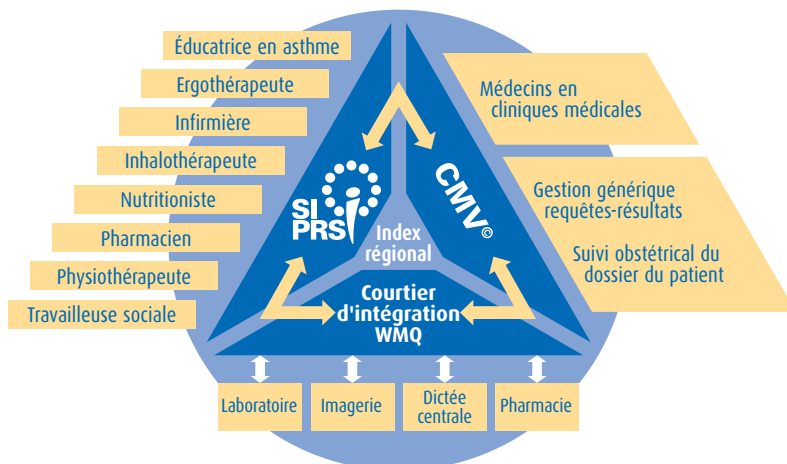 Éducatrice en asthme
Ergothérapeute
Infirmière
Inhalothérapeute
Nutritioniste
Pharmacien
Physiothérapeute
Travailleuse sociale
SI
PRS
CMV©
Index
régional
Courtier
d'intégration
WMQ
Médecins en
cliniques médicales
Gestion générique
requêtes-résultats
Suivi obstétrical du
dossier du patient
Laboratoire
Imagerie
Dictée
centrale
Pharmacie